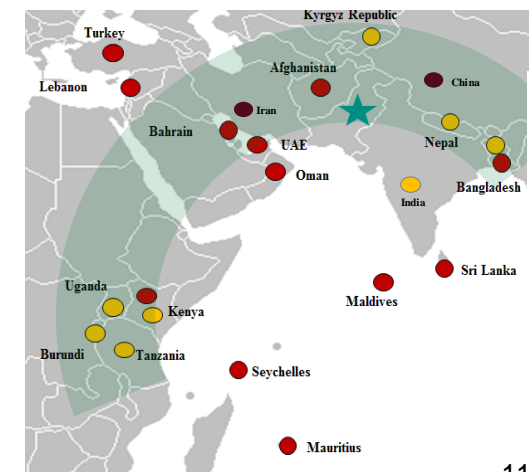 Kyrgyz Republic
Turkey
Afghanistan
Lebanon
China
Iran
Bahrain
UAE
Nepal
Oman
Bangladesh
India
Sri Lanka
Uganda
Maldives
Kenya
Burundi
Tanzania
Seychelles
Mauritius
11